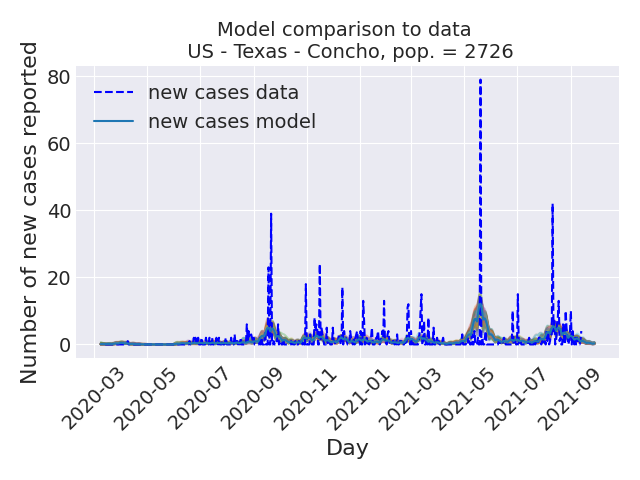 Model comparison to data
US - Texas - Concho, pop. = 2726
Number of new cases reported
80
60
40
20
0
new cases data
new cases model
2020-03
2020-05
2020-07
2020-09
2020-11
2021-01
2021-03
2021-05
2021-07
2021-09
Day